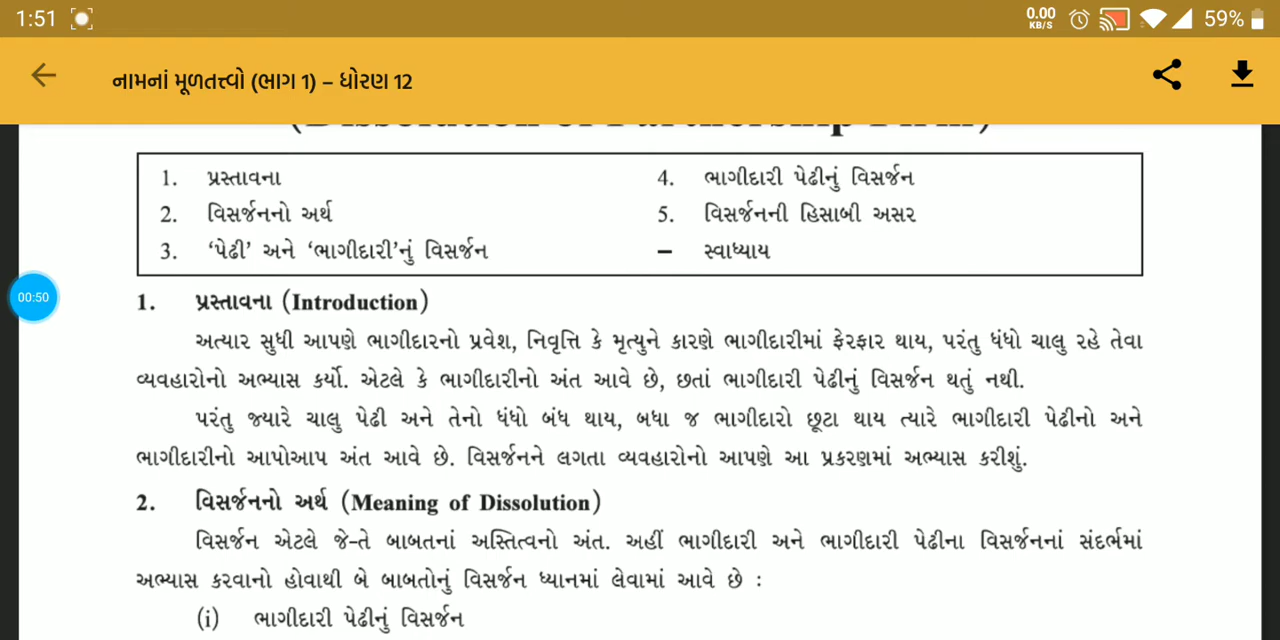 1:51
0.00 KB/S
59%
નામનાં મૂળતત્ત્વો (ભાગ 1) – ધોરણ 12
(Dissolution of Partnership Firm)
1. પ્રસ્તાવના
2. વિસર્જનનો અર્થ
3. ‘પેઢી’ અને ‘ભાગીદારી’નું વિસર્જન
4. ભાગીદારી પેઢીનું વિસર્જન
5. વિસર્જનની હિસાબી અસર
– સ્વાધ્યાય
00:50
1. પ્રસ્તાવના (Introduction)
અત્યાર સુધી આપણે ભાગીદારનો પ્રવેશ, નિવૃત્તિ કે મૃત્યુને કારણે ભાગીદારીમાં ફેરફાર થાય, પરંતુ ધંધો ચાલુ રહે તેવા
વ્યવહારોનો અભ્યાસ કર્યો. એટલે કે ભાગીદારીનો અંત આવે છે, છતાં ભાગીદારી પેઢીનું વિસર્જન થતું નથી.
પરંતુ જ્યારે ચાલુ પેઢી અને તેનો ધંધો બંધ થાય, બધા જ ભાગીદારો છૂટા થાય ત્યારે ભાગીદારી પેઢીનો અને
ભાગીદારીનો આપોઆપ અંત આવે છે. વિસર્જનને લગતા વ્યવહારોનો આપણે આ પ્રકરણમાં અભ્યાસ કરીશું.
2. વિસર્જનનો અર્થ (Meaning of Dissolution)
વિસર્જન એટલે જે-તે બાબતનાં અસ્તિત્વનો અંત. અહીં ભાગીદારી અને ભાગીદારી પેઢીના વિસર્જનનાં સંદર્ભમાં
અભ્યાસ કરવાનો હોવાથી બે બાબતોનું વિસર્જન ધ્યાનમાં લેવામાં આવે છે :
(i) ભાગીદારી પેઢીનું વિસર્જન